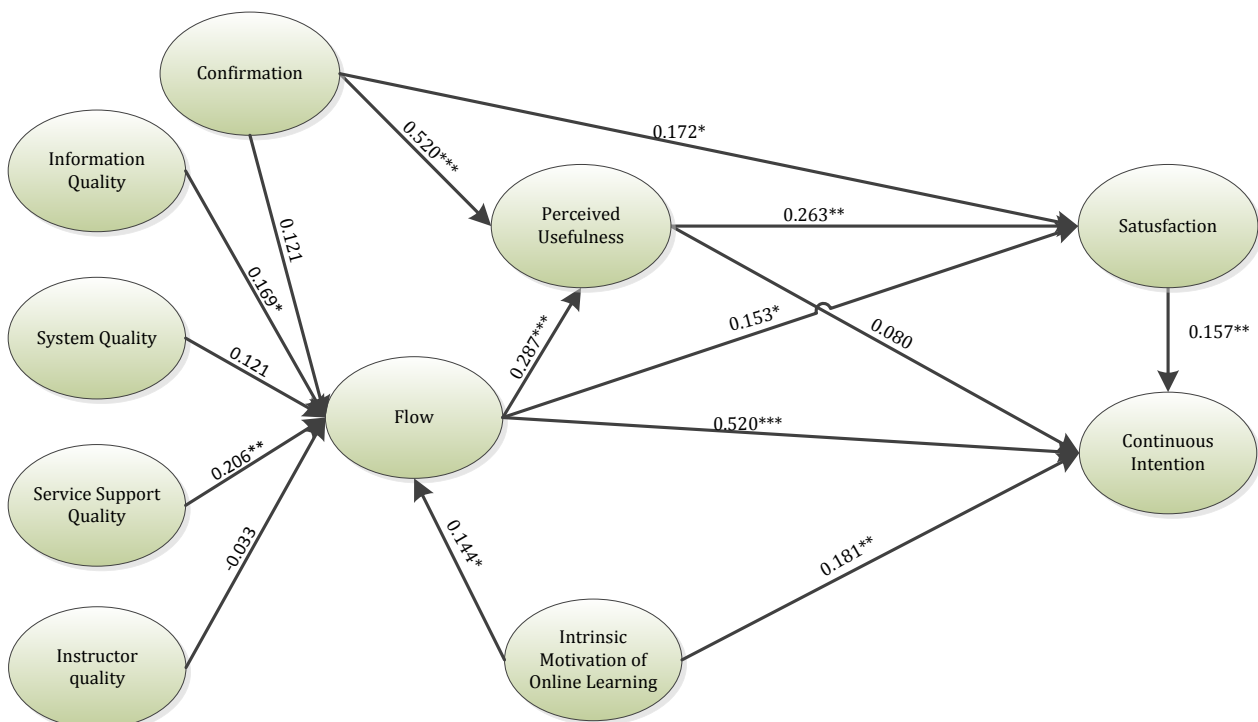 Confirmation
0.172*
0.520***
Information
Quality
Perceived
Usefulness
0.263**
Satusfaction
0.121
0.169*
System Quality
0.121
0.287***
0.153*
0.080
0.157**
Flow
0.520***
Continuous
Intention
0.206**
Service Support
Quality
-0.033
0.144*
0.181**
Instructor
quality
Intrinsic
Motivation of
Online Learning